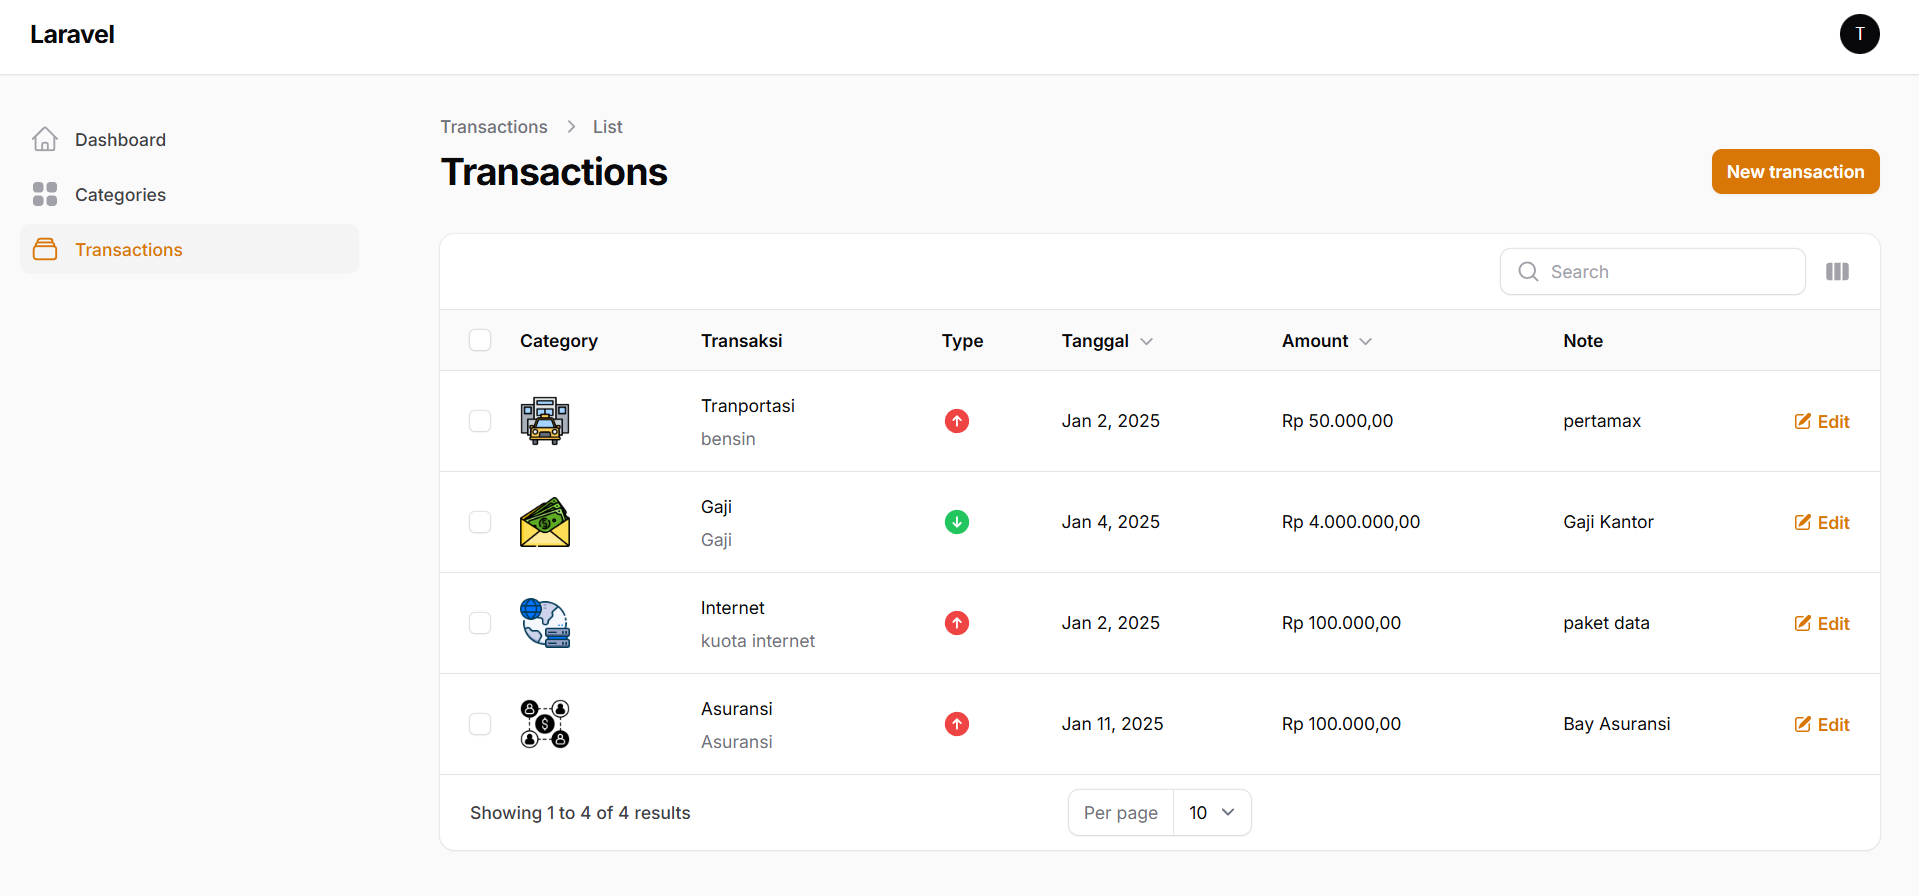 Laravel
T
Dashboard
Categories
Transactions
Transactions > List
Transactions
New transaction
Search
Category Transaksi Type Tanggal Amount Note
Tranportasi
bensin
Jan 2, 2025 Rp 50.000,00 pertamax Edit
Gaji
Gaji
Jan 4, 2025 Rp 4.000.000,00 Gaji Kantor Edit
Internet
kuota internet
Jan 2, 2025 Rp 100.000,00 paket data Edit
Asuransi
Asuransi
Jan 11, 2025 Rp 100.000,00 Bay Asuransi Edit
Showing 1 to 4 of 4 results
Per page 10